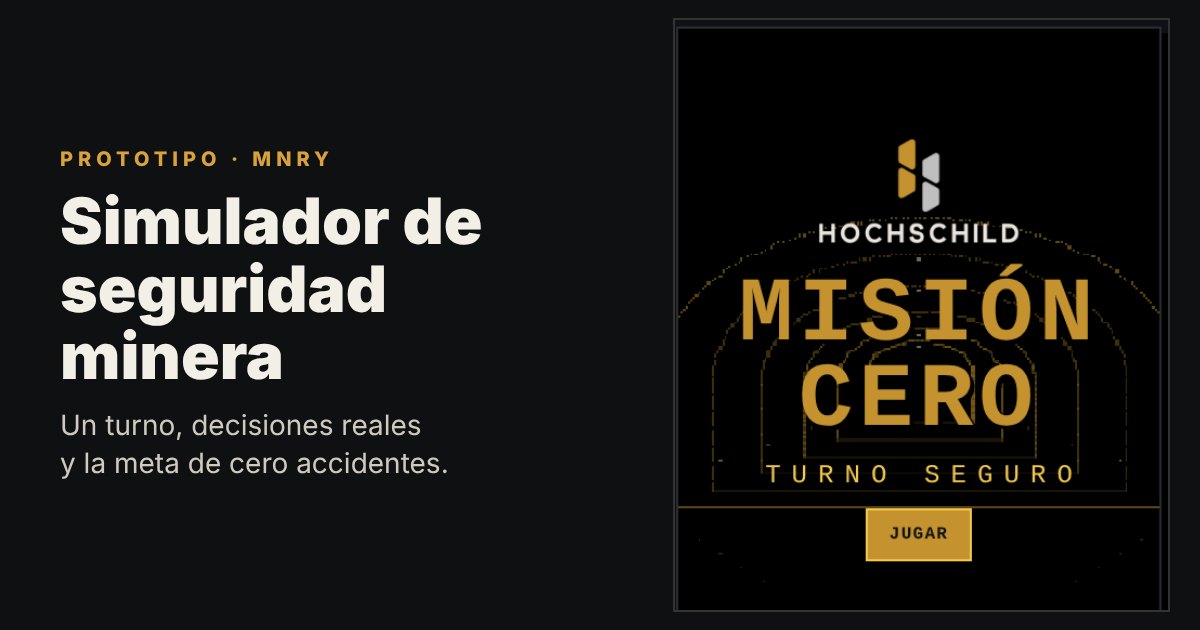 PROTOTIPO · MNRY
Simulador de
seguridad
minera
Un turno, decisiones reales
y la meta de cero accidentes.
HOCHSCHILD
MISIÓN
CERO
TURNO SEGURO
JUGAR